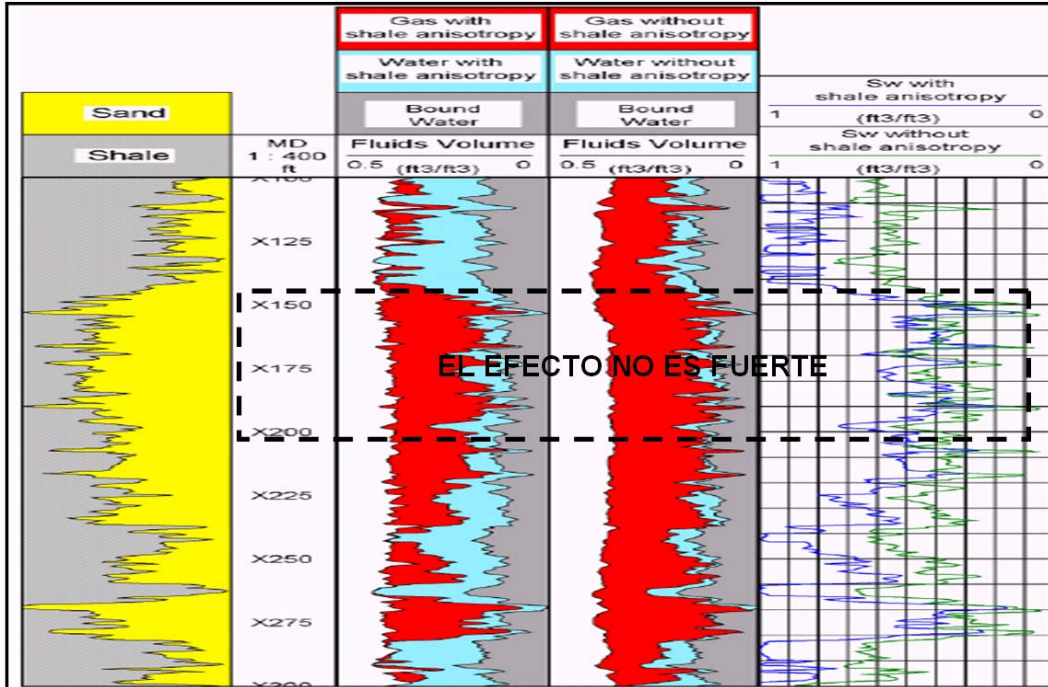 Gas with
shale anisotropy
Gas without
shale anisotropy
Water with
shale anisotropy
Water without
shale anisotropy
Sw with
shale anisotropy
1 (ft3/ft3) 0
Sand
Bound
Water
Bound
Water
Sw without
shale anisotropy
1 (ft3/ft3) 0
Shale
MD
1 : 400
ft
Fluids Volume
0.5 (ft3/ft3) 0
Fluids Volume
0.5 (ft3/ft3) 0
X125
X150
X175
EL EFECTO NO ES FUERTE
X200
X225
X250
X275